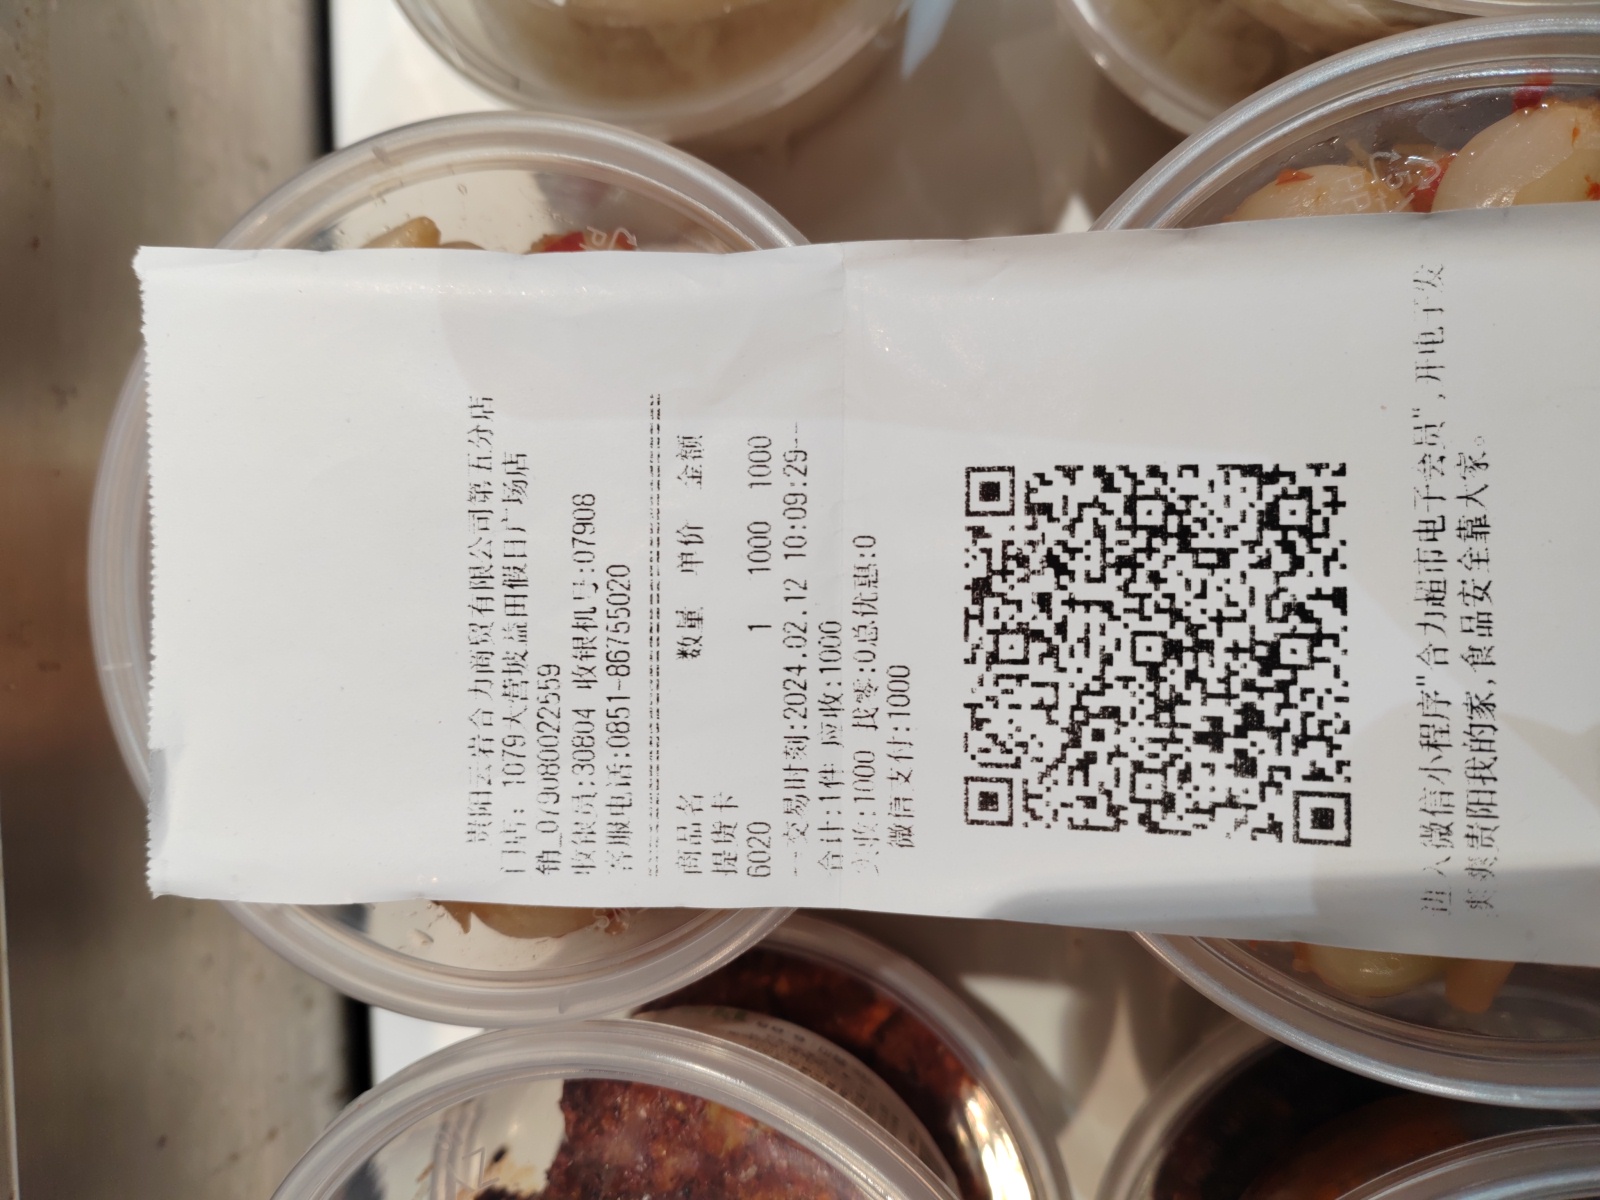 贵阳云岩合力商贸有限公司第五分店
门店: 1079大营坡益田假日广场店
销_079080022559
收银员:30804 收银机号:07908
客服电话:0851-86755020
商品名 数量 单价 金额
提货卡
6020 1 1000 1000
--交易时刻:2024.02.12 10:09:29--
合计:1件 应收:1000
实收:1000 找零:0总优惠:0
微信支付:1000
进入微信小程序"合力超市电子会员",开电子发
爽爽贵阳我的家,食品安全靠大家。